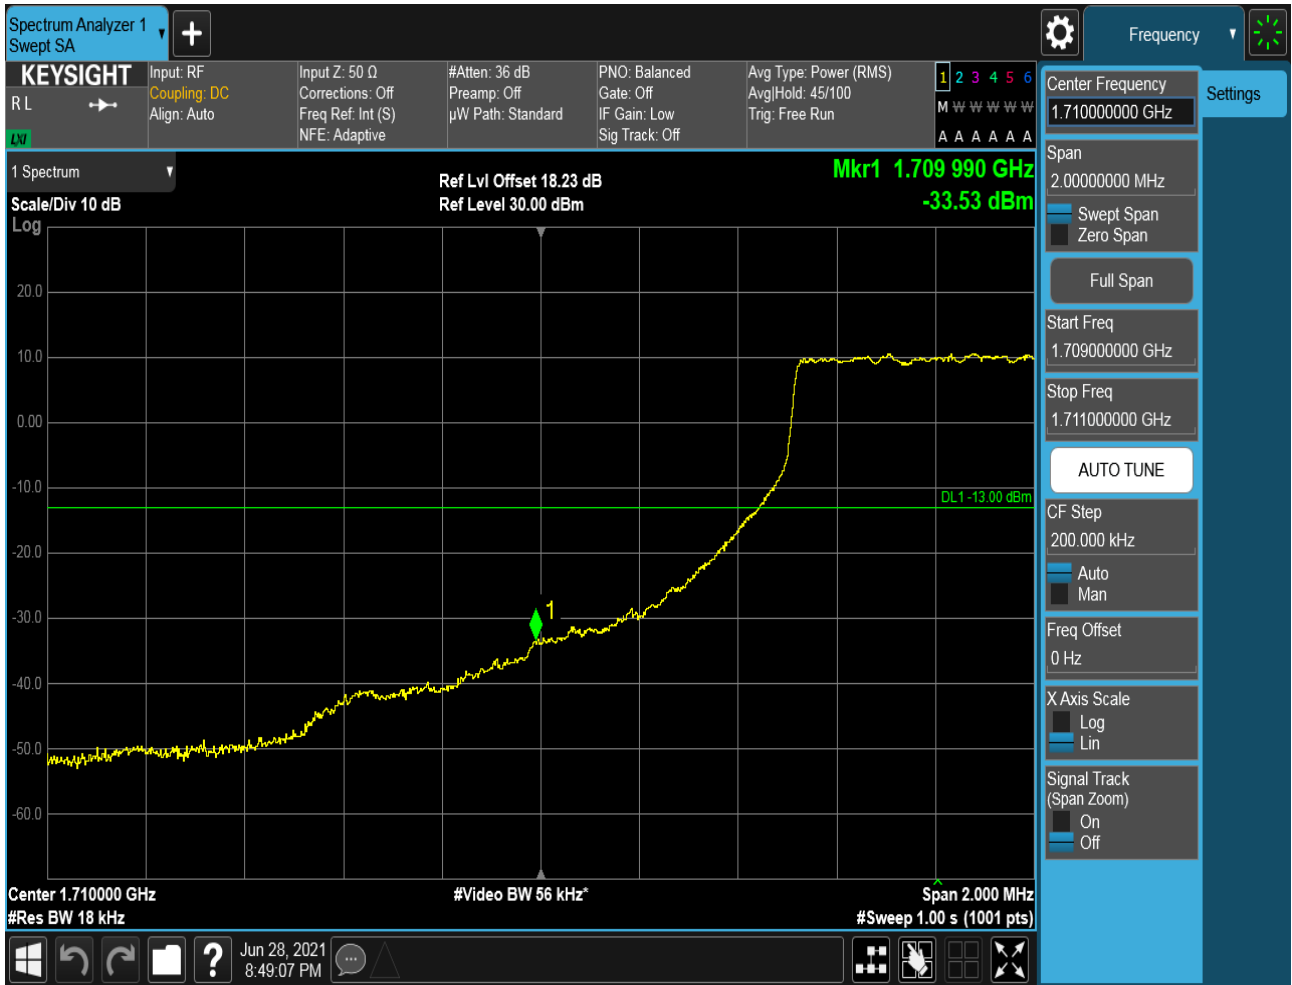 Spectrum Analyzer 1
Swept SA
Frequency
KEYSIGHT
R L
LXI
Input: RF
Coupling: DC
Align: Auto
Input Z: 50 Ω
Corrections: Off
Freq Ref: Int (S)
NFE: Adaptive
#Atten: 36 dB
Preamp: Off
µW Path: Standard
PNO: Balanced
Gate: Off
IF Gain: Low
Sig Track: Off
Avg Type: Power (RMS)
Avg|Hold: 45/100
Trig: Free Run
1 2 3 4 5 6
M W W W W W
A A A A A A
1 Spectrum
Scale/Div 10 dB
Log
Ref Lvl Offset 18.23 dB
Ref Level 30.00 dBm
Mkr1 1.709 990 GHz
-33.53 dBm
20.0
10.0
0.00
-10.0
-20.0
-30.0
-40.0
-50.0
-60.0
DL1 -13.00 dBm
1
Center 1.710000 GHz
#Res BW 18 kHz
#Video BW 56 kHz*
Span 2.000 MHz
#Sweep 1.00 s (1001 pts)
Center Frequency
1.710000000 GHz
Settings
Span
2.00000000 MHz
Swept Span
Zero Span
Full Span
Start Freq
1.709000000 GHz
Stop Freq
1.711000000 GHz
AUTO TUNE
CF Step
200.000 kHz
Auto
Man
Freq Offset
0 Hz
X Axis Scale
Log
Lin
Signal Track
(Span Zoom)
On
Off
?
Jun 28, 2021
8:49:07 PM